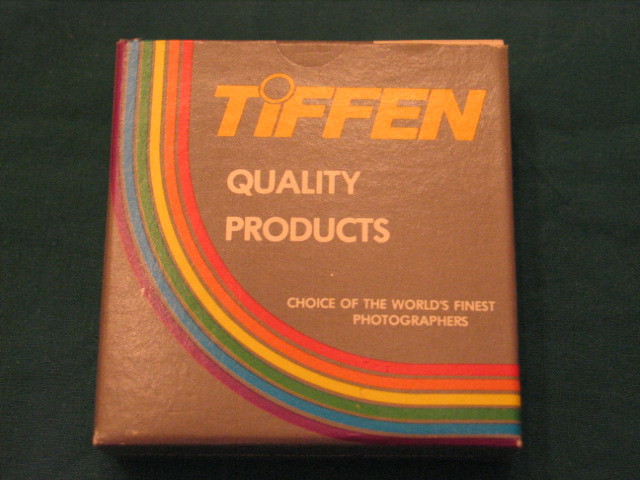 TiFFEN
QUALITY
PRODUCTS
CHOICE OF THE WORLD'S FINEST
PHOTOGRAPHERS